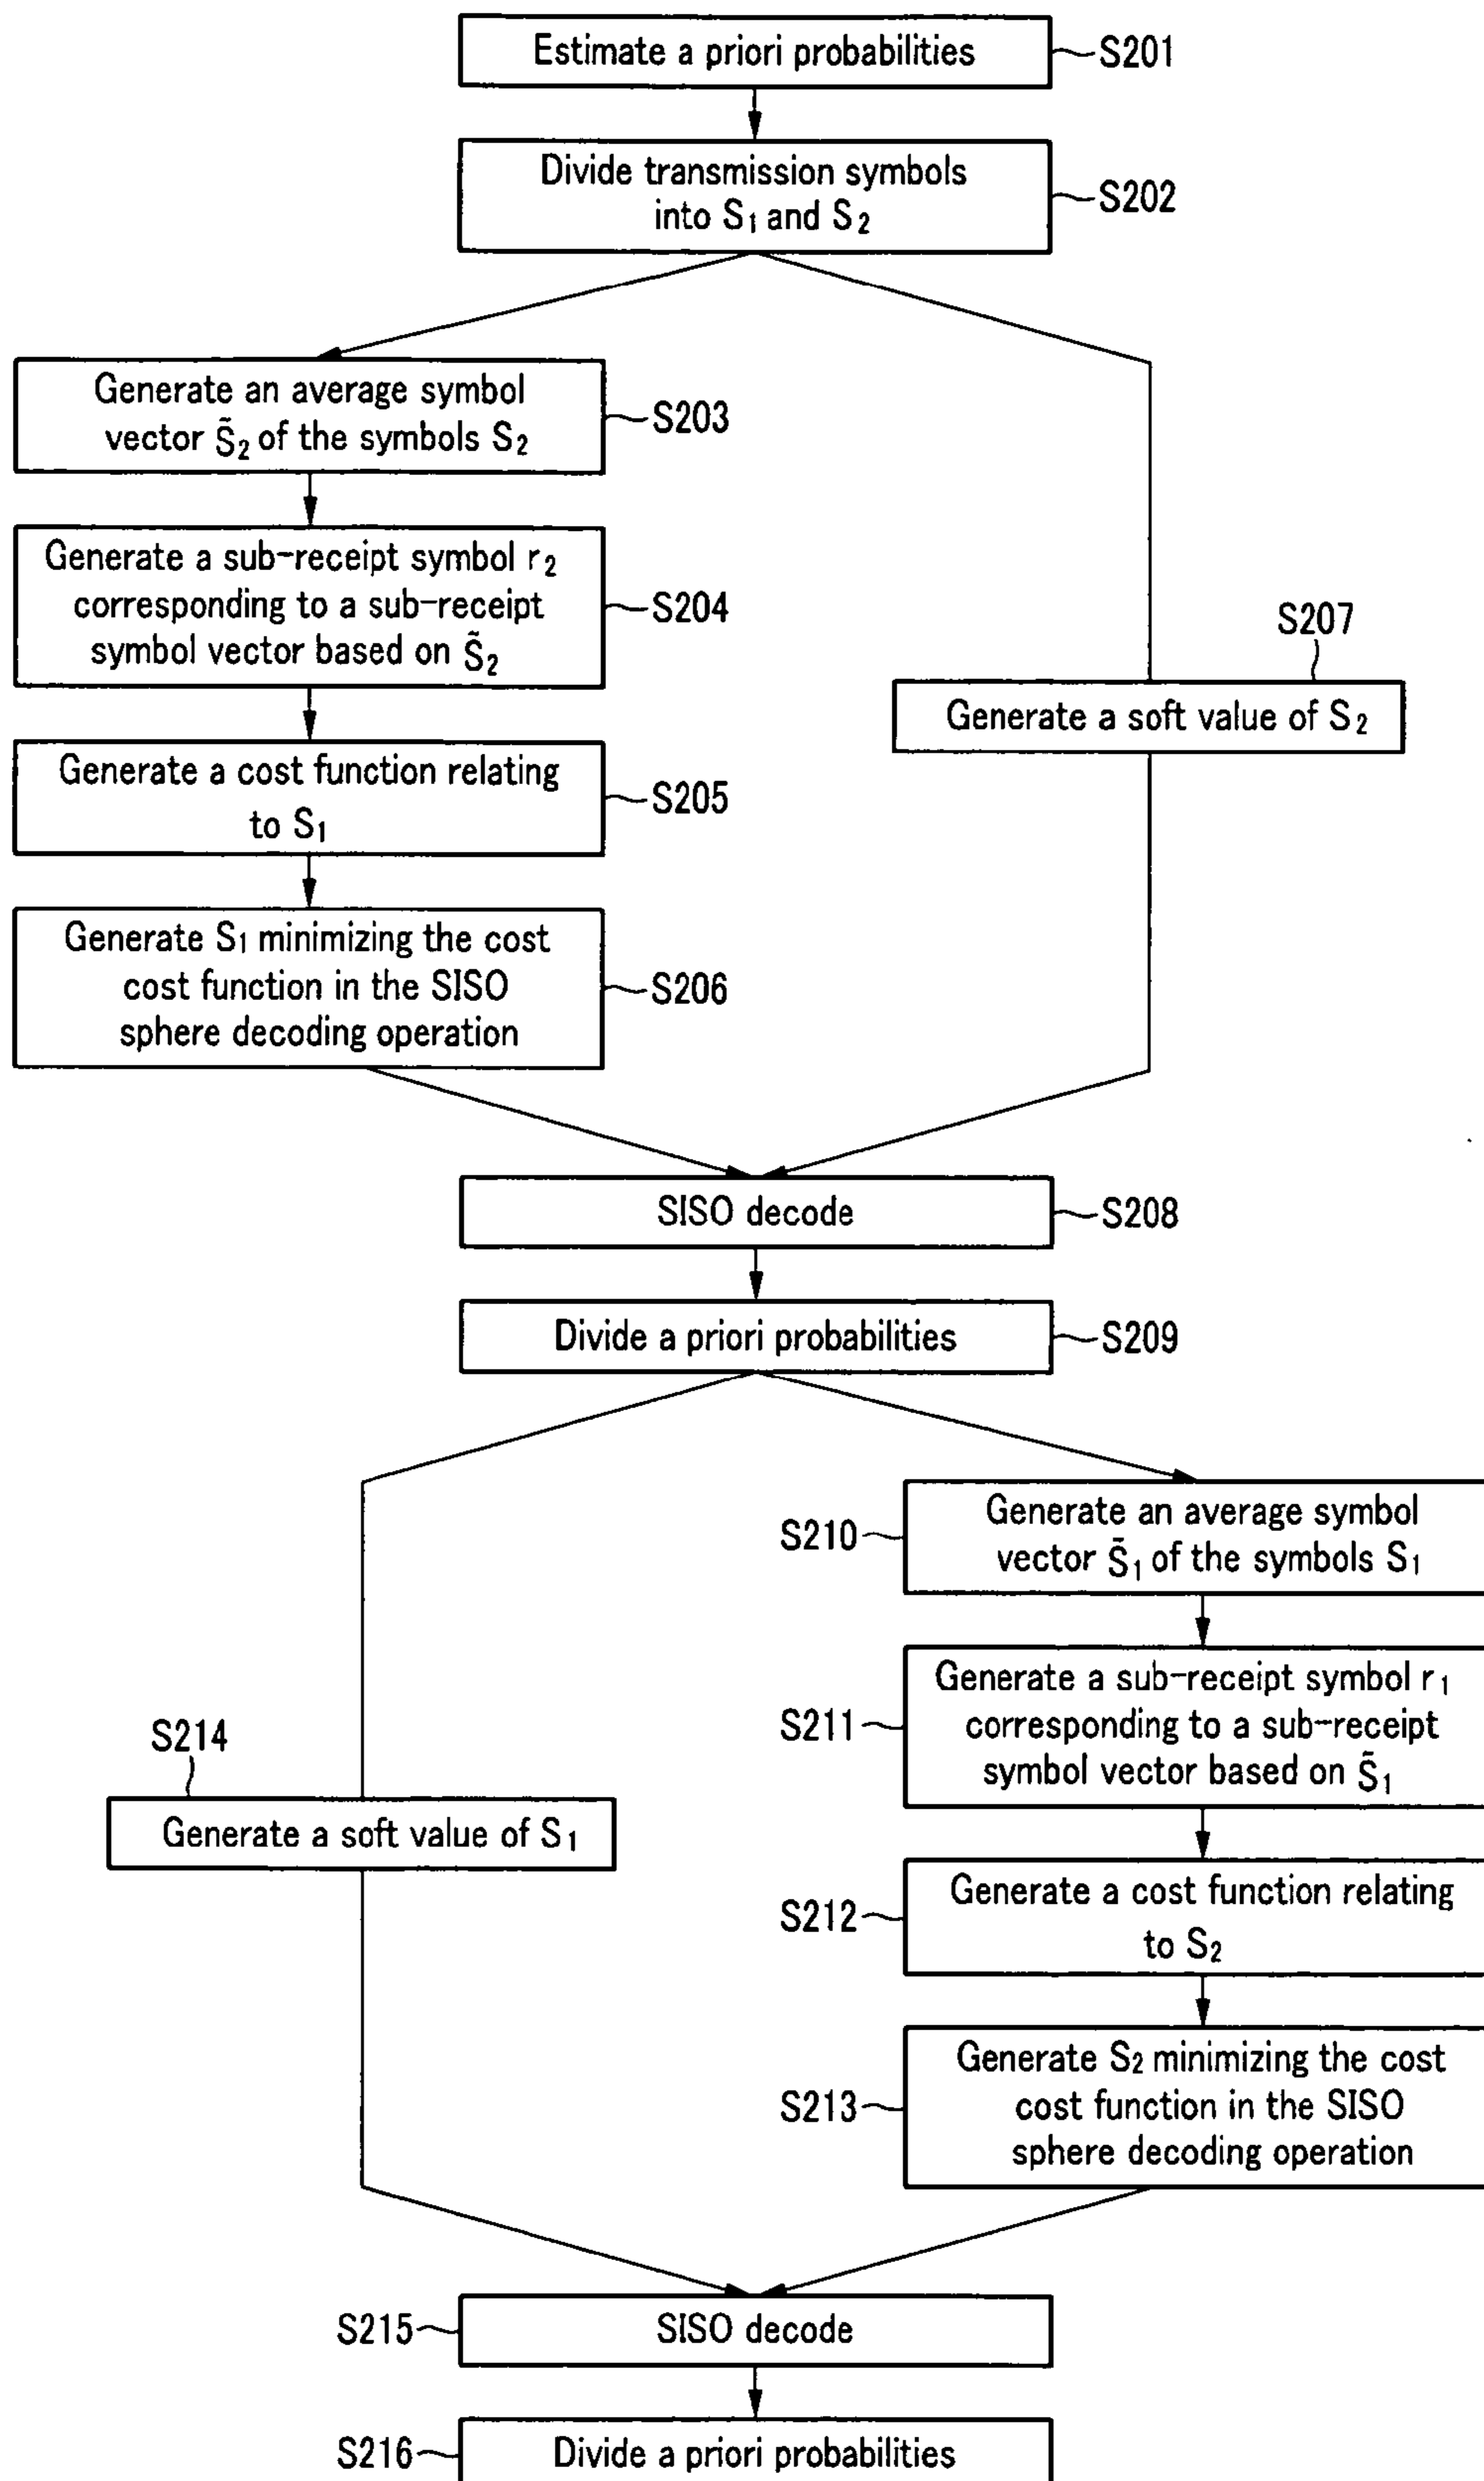 Estimate a priori probabilities
S201
Divide transmission symbols
into S₁ and S₂
S202
Generate an average symbol
vector S̃₂ of the symbols S₂
S203
Generate a sub-receipt symbol r₂
corresponding to a sub-receipt
symbol vector based on S̃₂
S204
S207
Generate a soft value of S₂
Generate a cost function relating
to S₁
S205
Generate S₁ minimizing the cost
cost function in the SISO
sphere decoding operation
S206
SISO decode
S208
Divide a priori probabilities
S209
S210
Generate an average symbol
vector S̃₁ of the symbols S₁
S211
Generate a sub-receipt symbol r₁
corresponding to a sub-receipt
symbol vector based on S̃₁
S214
Generate a soft value of S₁
S212
Generate a cost function relating
to S₂
S213
Generate S₂ minimizing the cost
cost function in the SISO
sphere decoding operation
S215
SISO decode
S216
Divide a priori probabilities